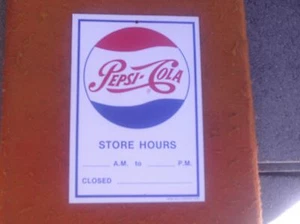 PEPSI-COLA
STORE HOURS
A.M. to P.M.
CLOSED